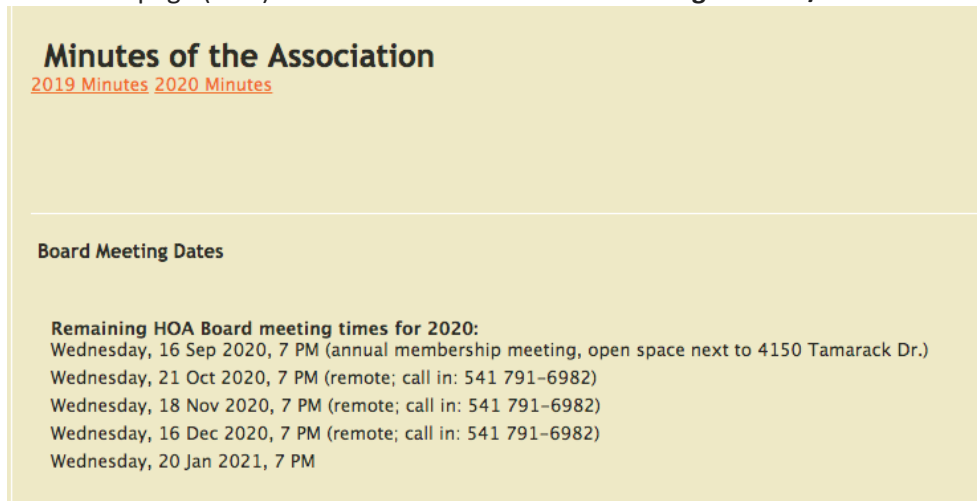 Minutes of the Association
2019 Minutes 2020 Minutes
Board Meeting Dates
Remaining HOA Board meeting times for 2020:
Wednesday, 16 Sep 2020, 7 PM (annual membership meeting, open space next to 4150 Tamarack Dr.)
Wednesday, 21 Oct 2020, 7 PM (remote; call in: 541 791-6982)
Wednesday, 18 Nov 2020, 7 PM (remote; call in: 541 791-6982)
Wednesday, 16 Dec 2020, 7 PM (remote; call in: 541 791-6982)
Wednesday, 20 Jan 2021, 7 PM